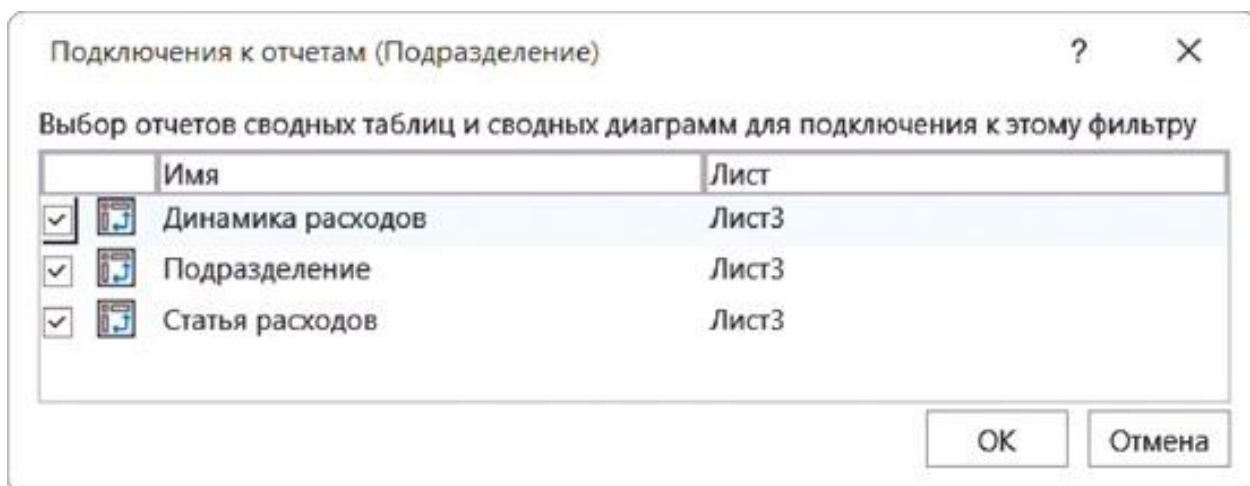 Подключения к отчетам (Подразделение) ?
Выбор отчетов сводных таблиц и сводных диаграмм для подключения к этому фильтру
Имя Лист
Динамика расходов Лист3
Подразделение Лист3
Статья расходов Лист3
ОК Отмена